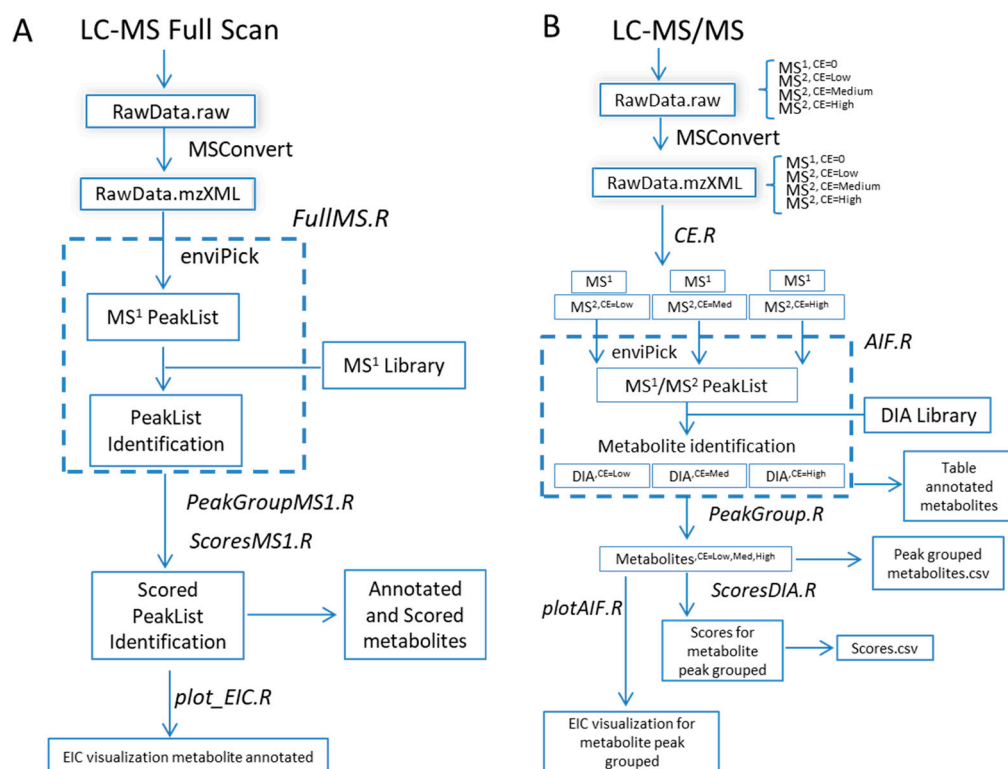 A
LC-MS Full Scan
RawData.raw
MSConvert
RawData.mzXML
FullMS.R
enviPick
MS¹ PeakList
MS¹ Library
PeakList
Identification
PeakGroupMS1.R
ScoresMS1.R
Scored
PeakList
Identification
Annotated
and Scored
metabolites
plot_EIC.R
EIC visualization metabolite annotated
B
LC-MS/MS
RawData.raw
MS1, CE=0
MS2, CE=Low
MS2, CE=Medium
MS2, CE=High
MSConvert
RawData.mzXML
MS1, CE=0
MS2, CE=Low
MS2, CE=Medium
MS2, CE=High
CE.R
MS¹ MS¹ MS¹
MS2,CE=Low MS2,CE=Med MS2,CE=High
AIF.R
enviPick
MS¹/MS² PeakList
DIA Library
Metabolite identification
DIA,CE=Low DIA,CE=Med DIA,CE=High
Table
annotated
metabolites
PeakGroup.R
Metabolites,CE=Low,Med,High
Peak grouped
metabolites.csv
plotAIF.R
ScoresDIA.R
Scores for
metabolite
peak grouped
Scores.csv
EIC visualization for
metabolite peak
grouped